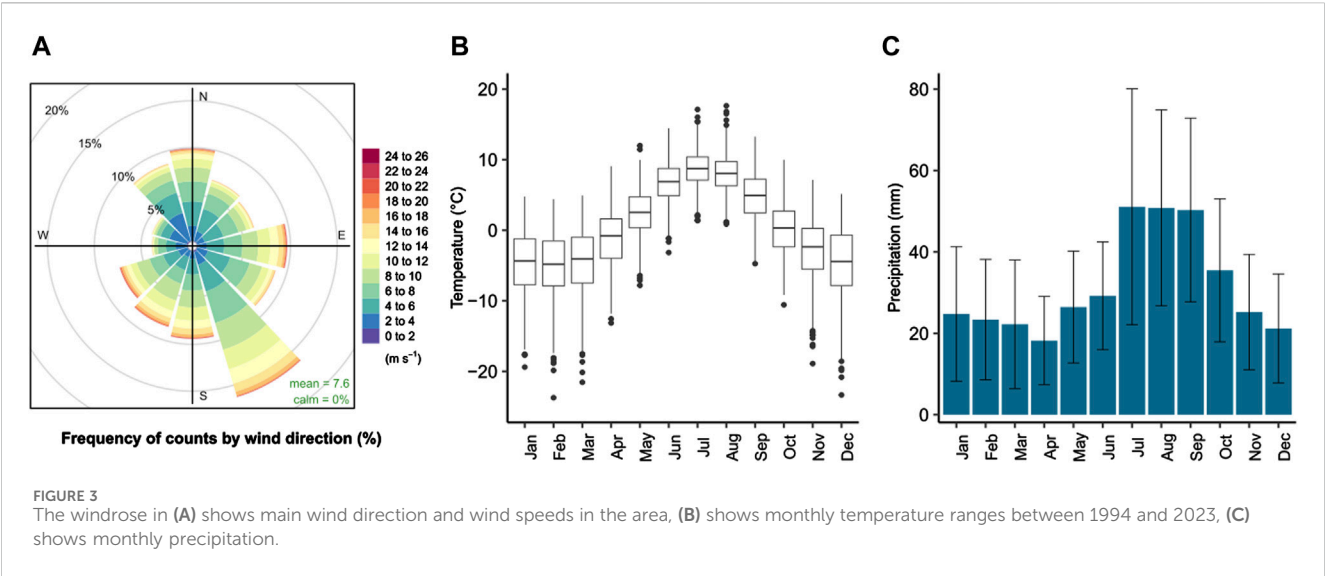 A
N
20%
15%
10%
5%
W
E
S
mean = 7.6
calm = 0%
24 to 26
22 to 24
20 to 22
18 to 20
16 to 18
14 to 16
12 to 14
10 to 12
8 to 10
6 to 8
4 to 6
2 to 4
0 to 2
(m s⁻¹)
Frequency of counts by wind direction (%)
B
Temperature (°C)
20
10
0
−10
−20
Jan Feb Mar Apr May Jun Jul Aug Sep Oct Nov Dec
C
Precipitation (mm)
80
60
40
20
0
Jan Feb Mar Apr May Jun Jul Aug Sep Oct Nov Dec
FIGURE 3
The windrose in (A) shows main wind direction and wind speeds in the area, (B) shows monthly temperature ranges between 1994 and 2023, (C)
shows monthly precipitation.